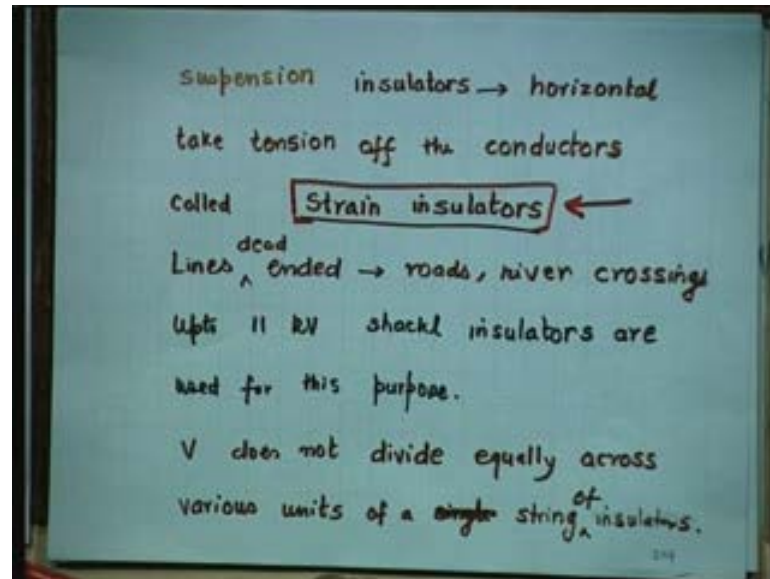 suspension insulators → horizontal
take tension off the conductors
called Strain insulators ←
Lines dead ended → roads, river crossings
Upto 11 kV shackl insulators are
used for this purpose.
V does not divide equally across
various units of a string of insulators.